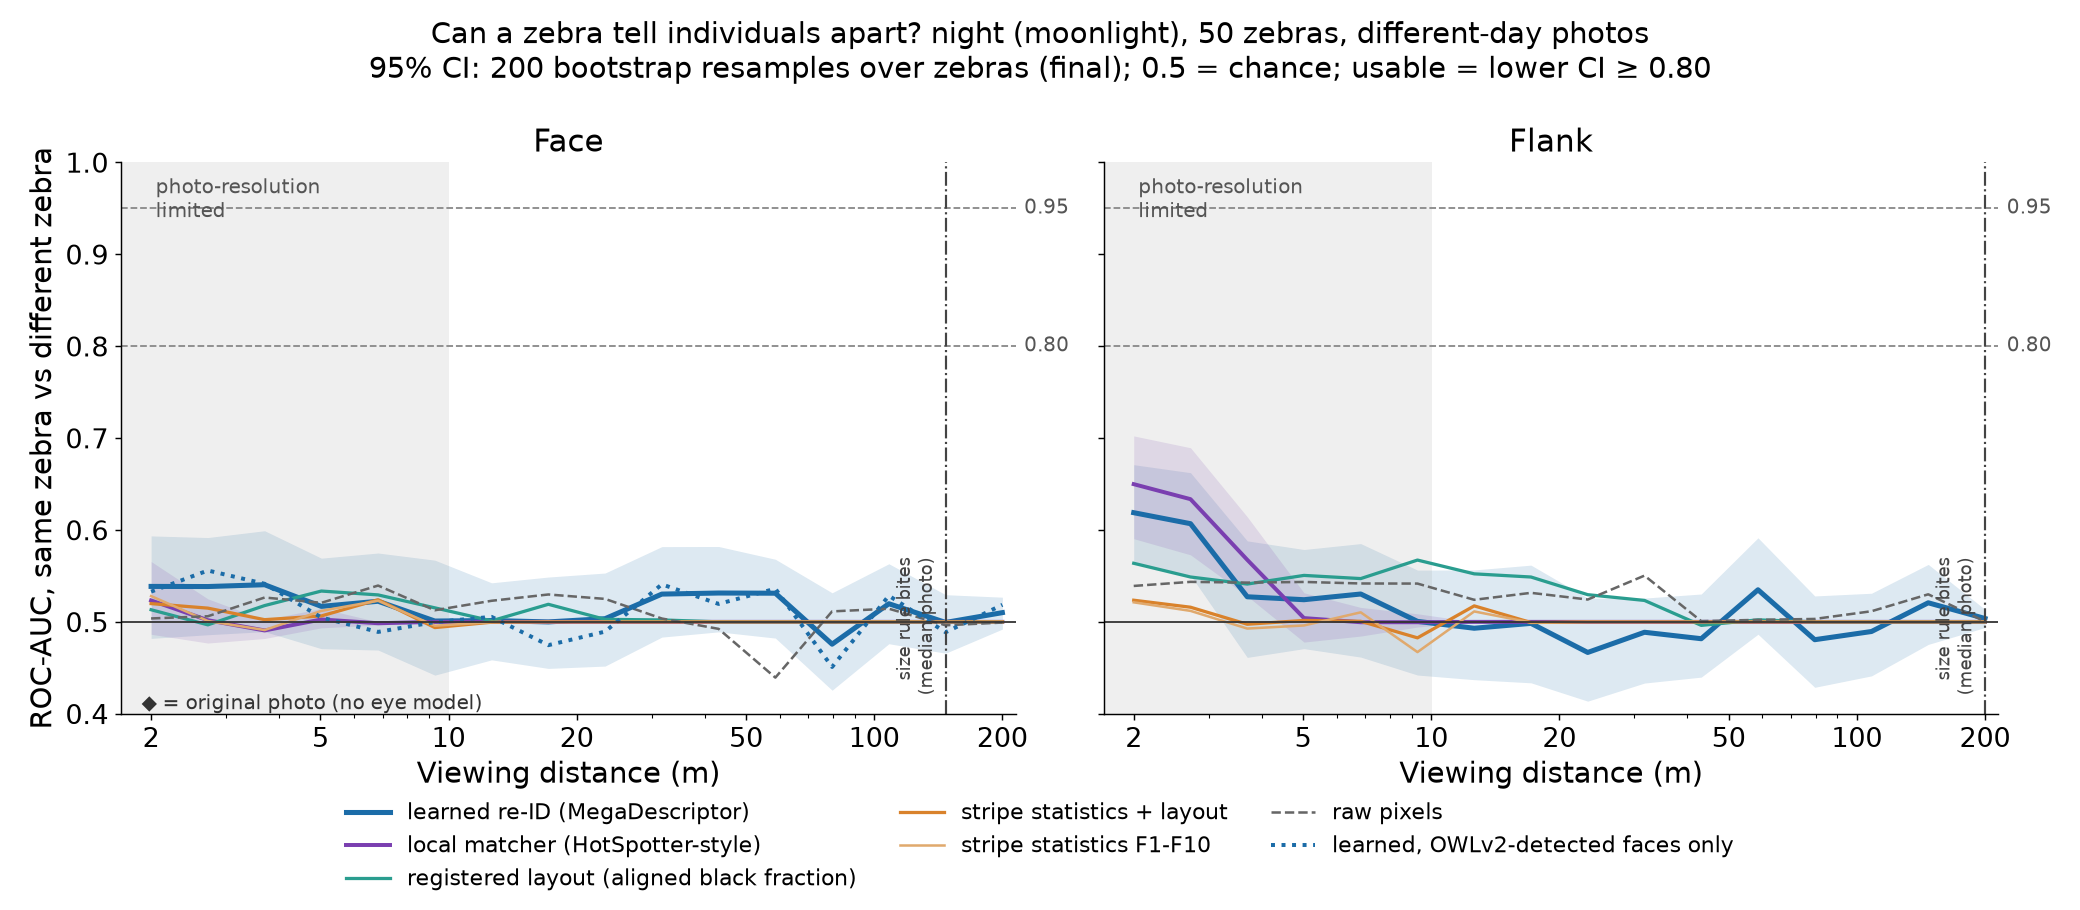 Can a zebra tell individuals apart? night (moonlight), 50 zebras, different-day photos
95% CI: 200 bootstrap resamples over zebras (final); 0.5 = chance; usable = lower CI ≥ 0.80
Face
ROC-AUC, same zebra vs different zebra
1.0
0.9
0.8
0.7
0.6
0.5
0.4
photo-resolution
limited
0.95
0.80
size rule bites
(median photo)
◆ = original photo (no eye model)
2
5
10
20
50
100
200
Viewing distance (m)
Flank
photo-resolution
limited
0.95
0.80
size rule bites
(median photo)
2
5
10
20
50
100
200
Viewing distance (m)
learned re-ID (MegaDescriptor)
local matcher (HotSpotter-style)
registered layout (aligned black fraction)
stripe statistics + layout
stripe statistics F1-F10
raw pixels
learned, OWLv2-detected faces only